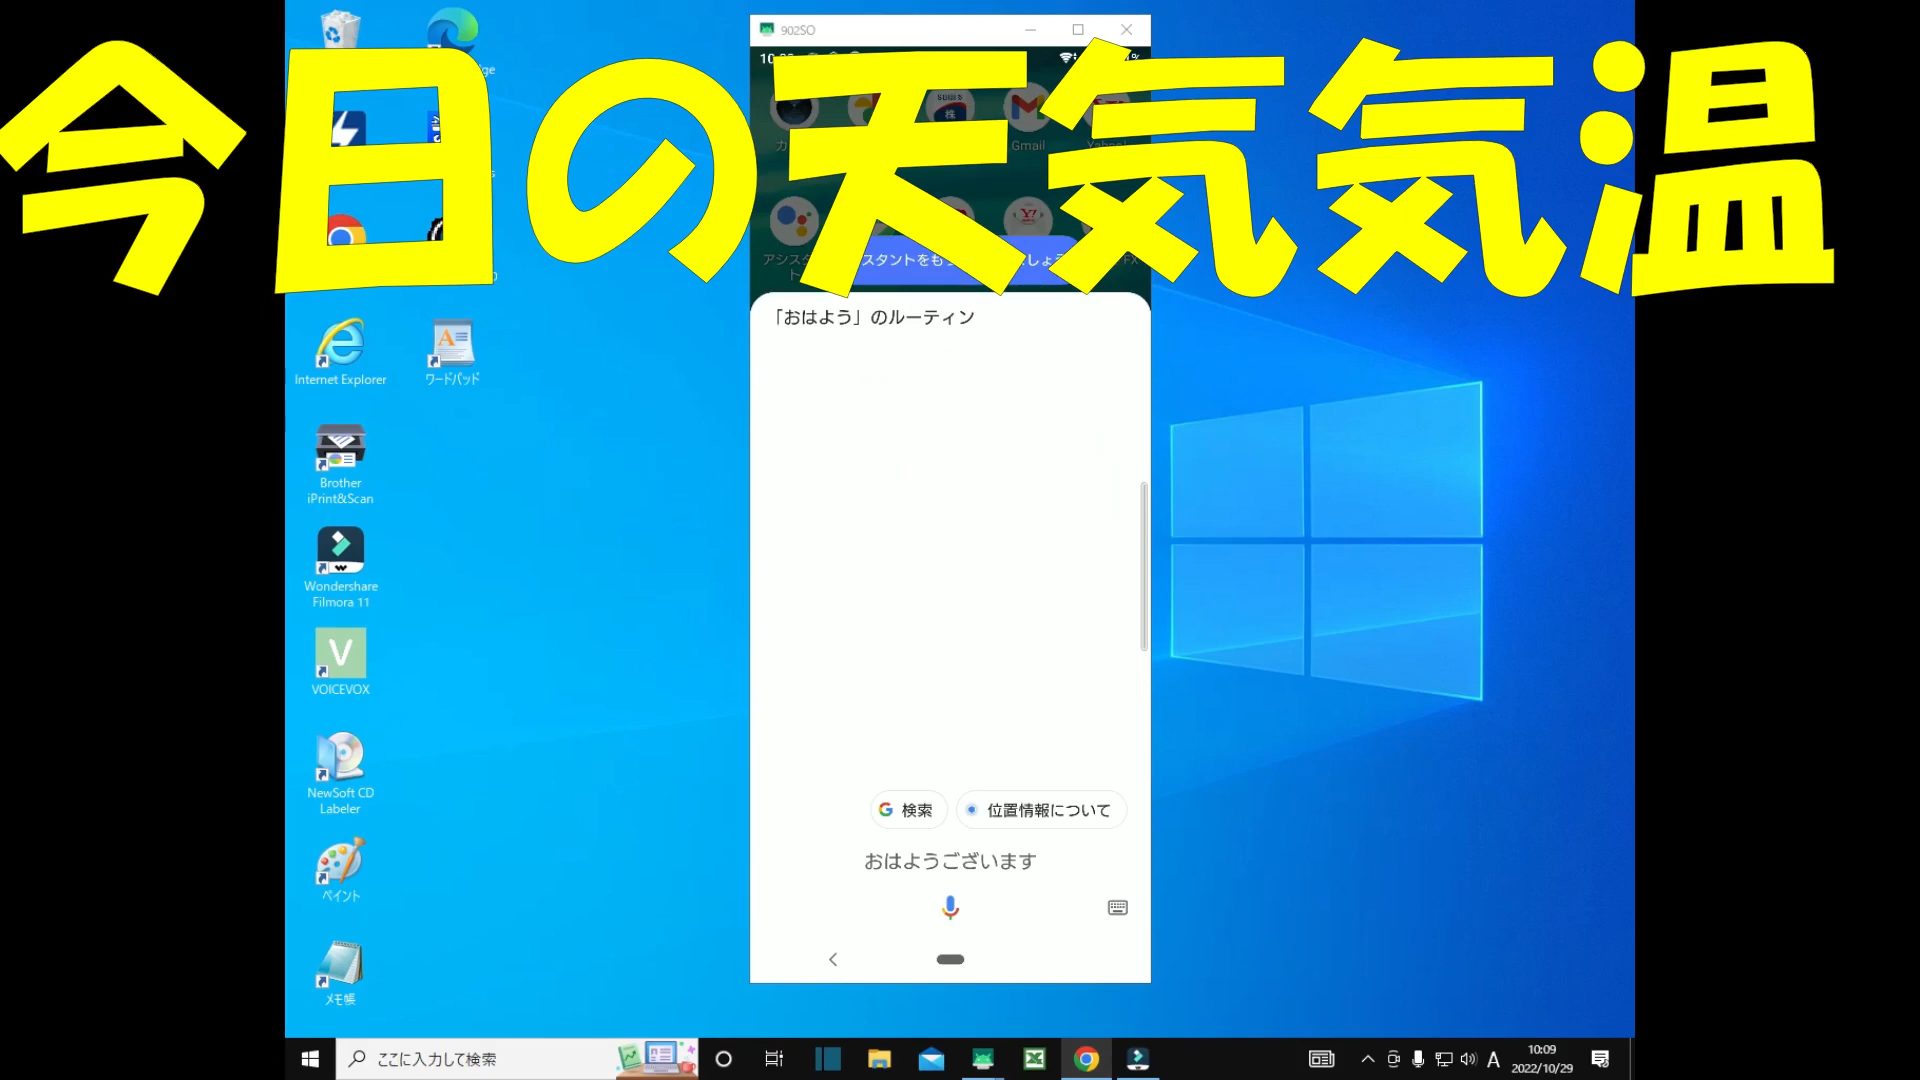 今日の天気気温
902SO
Gmail
「おはよう」のルーティン
Internet Explorer
ワードパッド
Brother
iPrint&Scan
Wondershare
Filmora 11
VOICEVOX
NewSoft CD
Labeler
ペイント
メモ帳
検索
位置情報について
おはようございます
ここに入力して検索
A
10:09
2022/10/29